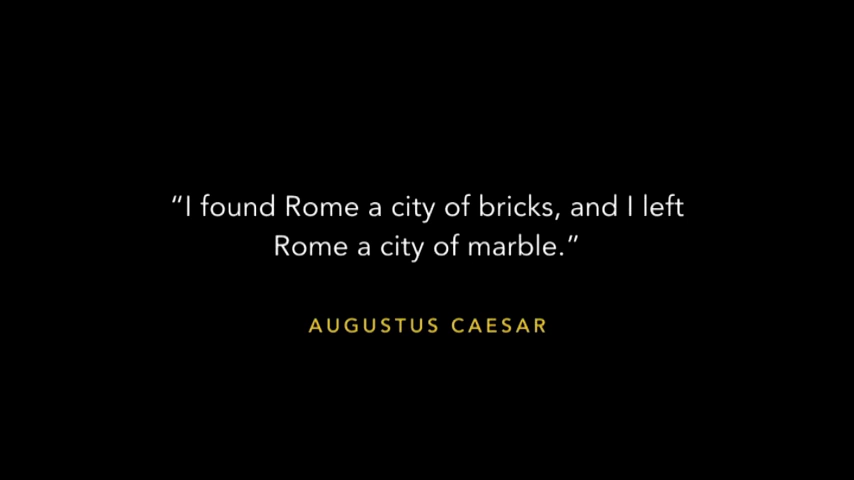 “I found Rome a city of bricks, and I left
Rome a city of marble.”
AUGUSTUS CAESAR